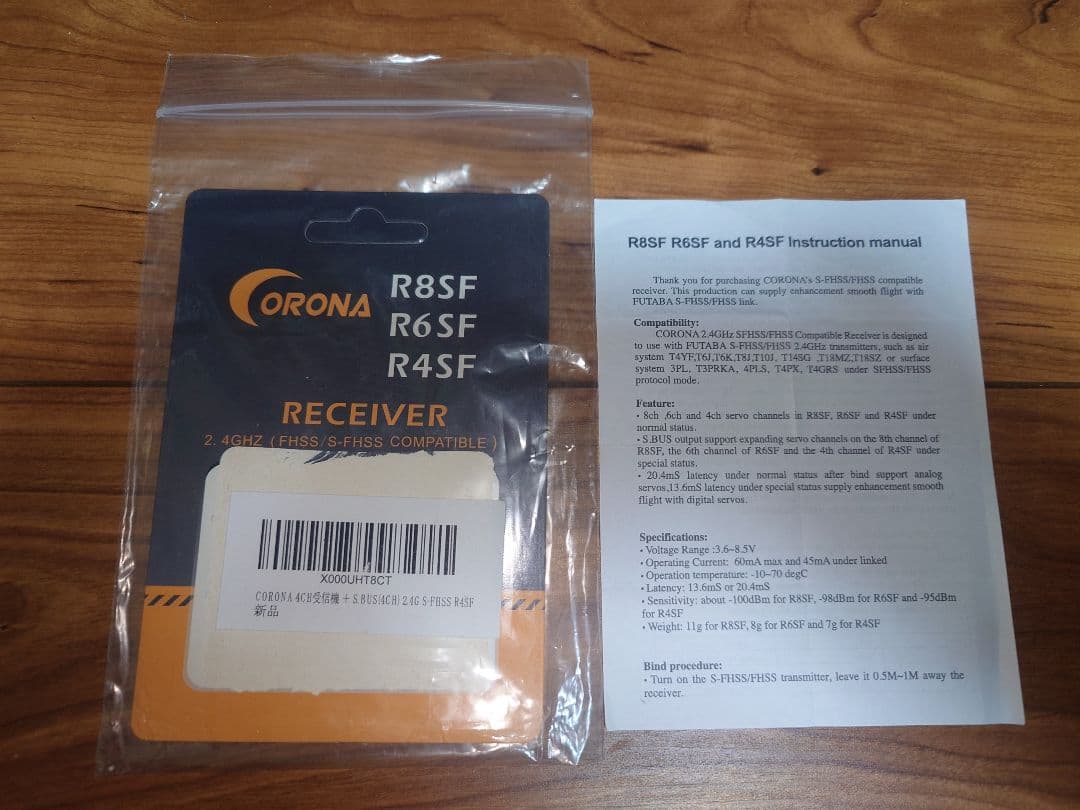 CORONA
R8SF
R6SF
R4SF
RECEIVER
2.4GHZ (FHSS/S-FHSS COMPATIBLE)
X000UHT8CT
CORONA 4CH受信機 + S.BUS(4CH) 2.4G S-FHSS R4SF
新品
R8SF R6SF and R4SF Instruction manual
Thank you for purchasing CORONA's S-FHSS/FHSS compatible
receiver. This production can supply enhancement smooth flight with
FUTABA S-FHSS/FHSS link.
Compatibility:
CORONA 2.4GHz SFHSS/FHSS Compatible Receiver is designed
to use with FUTABA S-FHSS/FHSS 2.4GHz transmitters, such as air
system T4YF,T6J,T6K,T8J,T10J, T14SG ,T18MZ,T18SZ or surface
system 3PL, T3PRKA, 4PLS, T4PX, T4GRS under SFHSS/FHSS
protocol mode.
Feature:
• 8ch ,6ch and 4ch servo channels in R8SF, R6SF and R4SF under
normal status.
• S.BUS output support expanding servo channels on the 8th channel of
R8SF, the 6th channel of R6SF and the 4th channel of R4SF under
special status.
• 20.4mS latency under normal status after bind support analog
servos,13.6mS latency under special status supply enhancement smooth
flight with digital servos.
Specifications:
• Voltage Range :3.6~8.5V
• Operating Current: 60mA max and 45mA under linked
• Operation temperature: -10~70 degC
• Latency: 13.6mS or 20.4mS
• Sensitivity: about -100dBm for R8SF, -98dBm for R6SF and -95dBm
for R4SF
• Weight: 11g for R8SF, 8g for R6SF and 7g for R4SF
Bind procedure:
• Turn on the S-FHSS/FHSS transmitter, leave it 0.5M~1M away the
receiver.